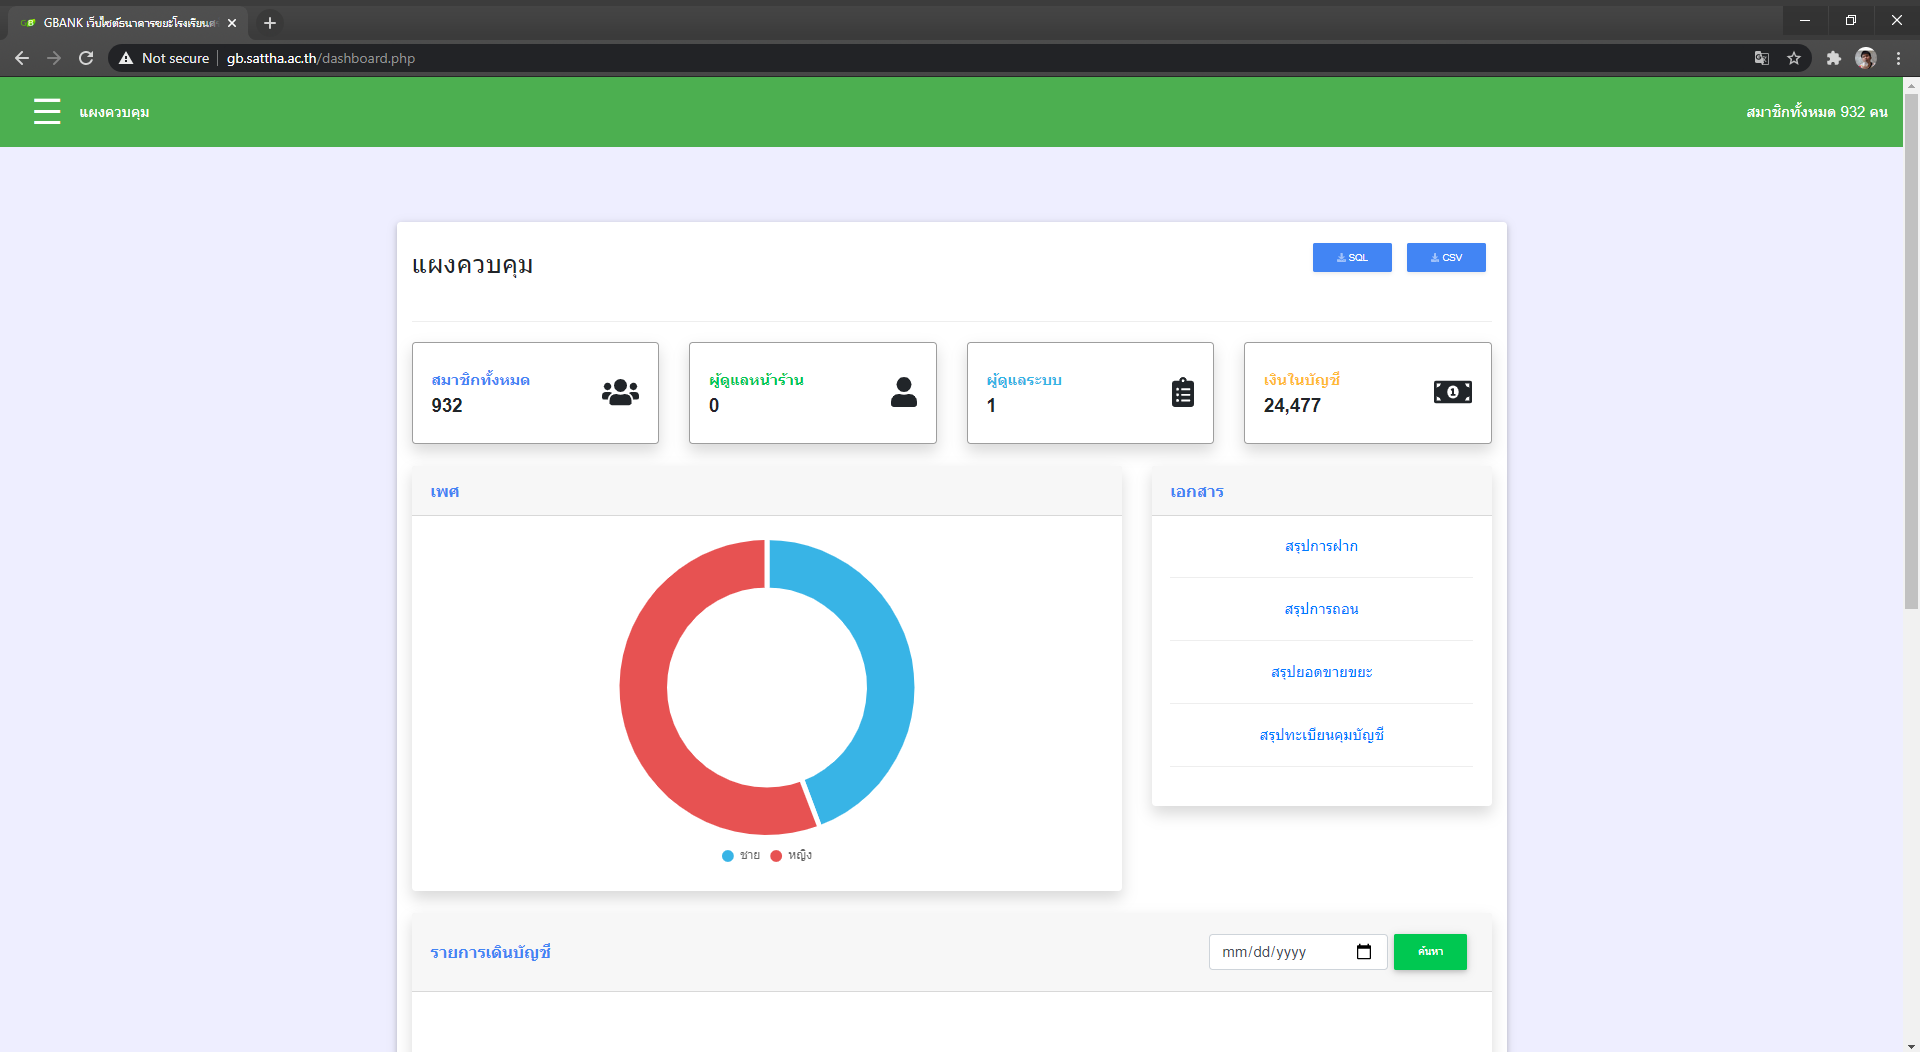 GBANK เว็บไซต์ธนาคารขยะโรงเรียน
Not secure
gb.sattha.ac.th/dashboard.php
แผงควบคุม
สมาชิกทั้งหมด 932 คน
แผงควบคุม
SQL
CSV
สมาชิกทั้งหมด
932
ผู้ดูแลหน้าร้าน
0
ผู้ดูแลระบบ
1
เงินในบัญชี
24,477
เพศ
ชาย
หญิง
เอกสาร
สรุปการฝาก
สรุปการถอน
สรุปยอดขายขยะ
สรุปทะเบียนคุมบัญชี
รายการเดินบัญชี
mm/dd/yyyy
ค้นหา